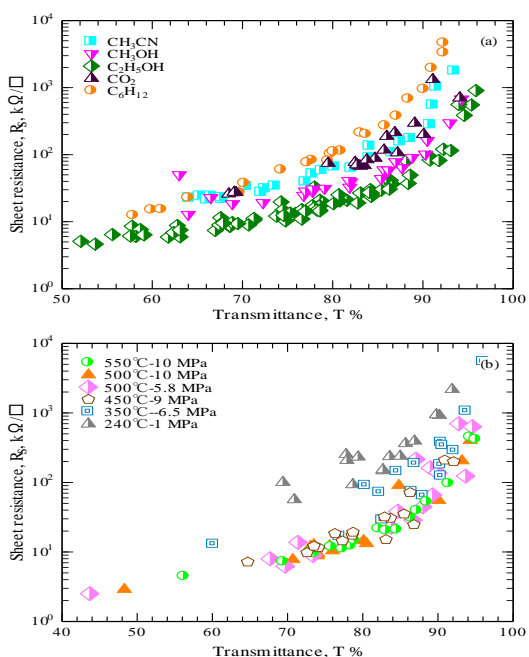 (a)
CH₃CN
CH₃OH
C₂H₅OH
CO₂
C₆H₁₂
Sheet resistance, Rₛ, kΩ/□
10⁴
10³
10²
10¹
10⁰
50 60 70 80 90 100
Transmittance, T %
(b)
550°C-10 MPa
500°C-10 MPa
500°C-5.8 MPa
450°C-9 MPa
350°C--6.5 MPa
240°C-1 MPa
Sheet resistance, Rₛ, kΩ/□
10⁴
10³
10²
10¹
10⁰
40 50 60 70 80 90 100
Transmittance, T %